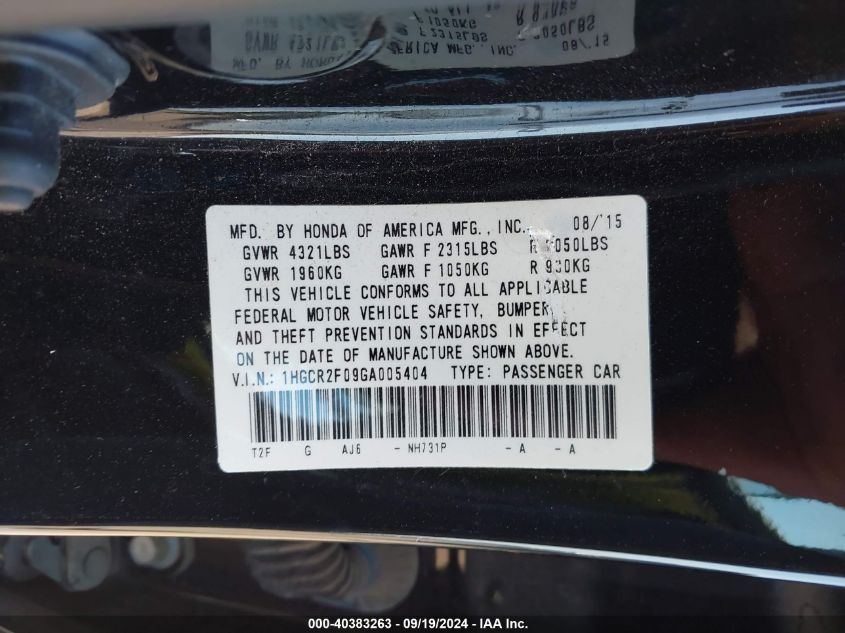 MFD. BY HONDA OF AMERICA MFG., INC. 08/'15
GVWR 4321LBS GAWR F 2315LBS R 050LBS
GVWR 1960KG GAWR F 1050KG R 930KG
THIS VEHICLE CONFORMS TO ALL APPLICABLE
FEDERAL MOTOR VEHICLE SAFETY, BUMPER,
AND THEFT PREVENTION STANDARDS IN EFFECT
ON THE DATE OF MANUFACTURE SHOWN ABOVE.
V.I.N.: 1HGCR2F09GA005404 TYPE: PASSENGER CAR
T2F G AJ6 - NH731P - A - A
000-40383263 - 09/19/2024 - IAA Inc.